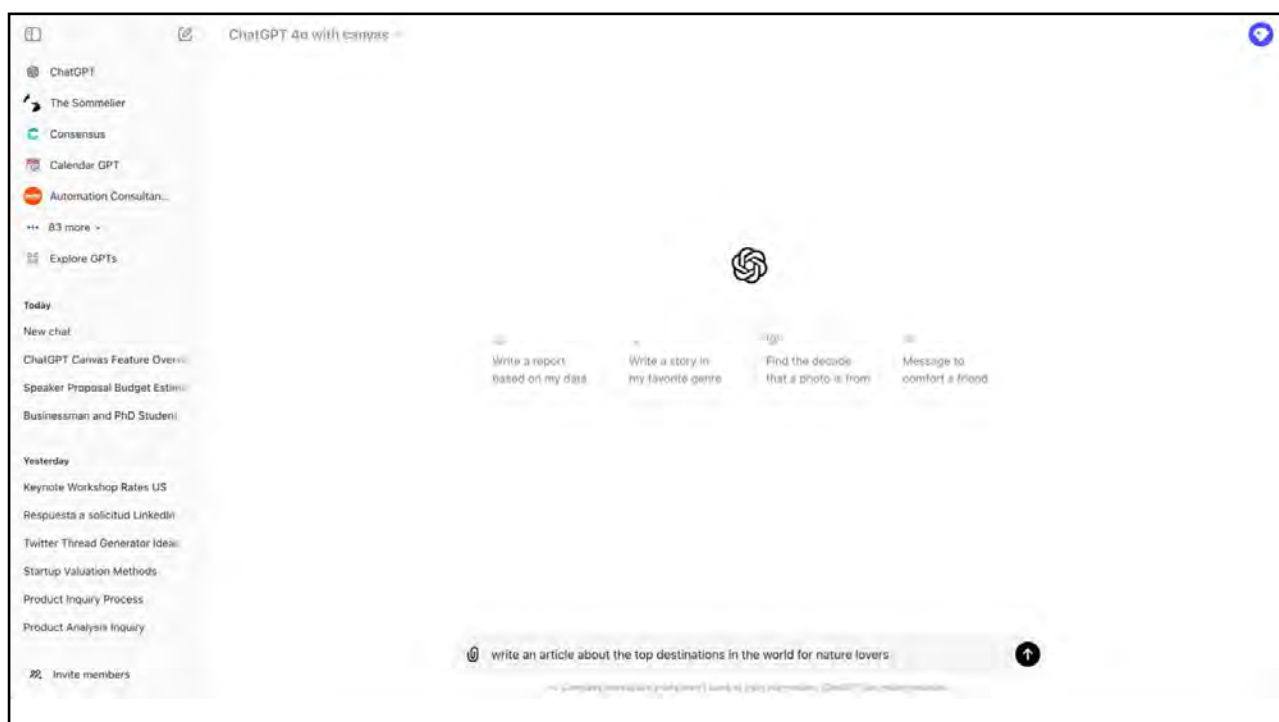 ChatGPT 4o with canvas
ChatGPT
The Sommelier
Consensus
Calendar GPT
Automation Consultan...
83 more
Explore GPTs
Today
New chat
ChatGPT Canvas Feature Overvi
Speaker Proposal Budget Estim
Businessman and PhD Student
Yesterday
Keynote Workshop Rates US
Respuesta a solicitud LinkedIn
Twitter Thread Generator Ideas
Startup Valuation Methods
Product Inquiry Process
Product Analysis Inquiry
Invite members
Write a report
based on my data
Write a story in
my favorite genre
Find the decade
that a photo is from
Message to
comfort a friend
write an article about the top destinations in the world for nature lovers